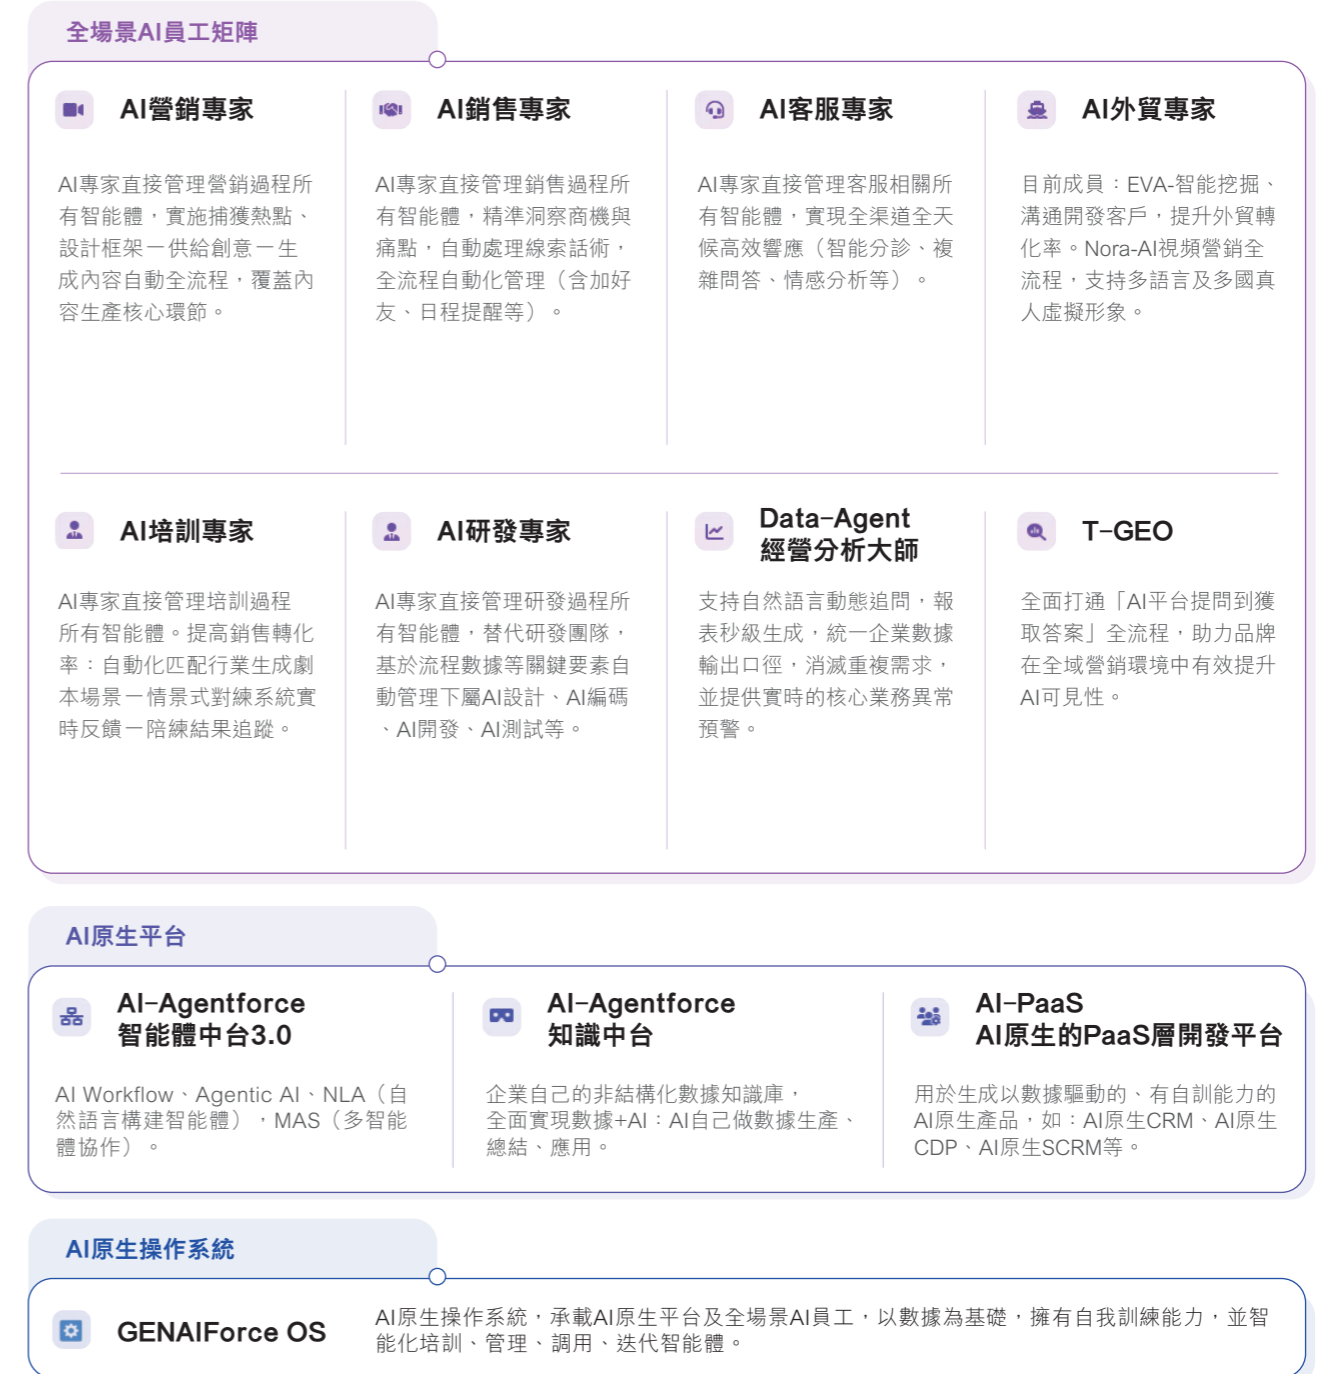 全場景AI員工矩陣
AI營銷專家
AI專家直接管理營銷過程所
有智能體，實施捕獲熱點、
設計框架—供給創意—生
成內容自動全流程，覆蓋內
容生產核心環節。
AI銷售專家
AI專家直接管理銷售過程所
有智能體，精準洞察商機與
痛點，自動處理線索話術，
全流程自動化管理（含加好
友、日程提醒等）。
AI客服專家
AI專家直接管理客服相關所
有智能體，實現全渠道全天
候高效響應（智能分診、複
雜問答、情感分析等）。
AI外貿專家
目前成員：EVA-智能挖掘、
溝通開發客戶，提升外貿轉
化率。Nora-AI視頻營銷全
流程，支持多語言及多國真
人虛擬形象。
AI培訓專家
AI專家直接管理培訓過程
所有智能體。提高銷售轉化
率：自動化匹配行業生成劇
本場景—情景式對練系統實
時反饋—陪練結果追蹤。
AI研發專家
AI專家直接管理研發過程所
有智能體，替代研發團隊，
基於流程數據等關鍵要素自
動管理下屬AI設計、AI編碼
、AI開發、AI測試等。
Data-Agent
經營分析大師
支持自然語言動態追問，報
表秒級生成，統一企業數據
輸出口徑，消滅重複需求，
並提供實時的核心業務異常
預警。
T-GEO
全面打通「AI平台提問到獲
取答案」全流程，助力品牌
在全域營銷環境中有效提升
AI可見性。
AI原生平台
AI-Agentforce
智能體中台3.0
AI Workflow、Agentic AI、NLA（自
然語言構建智能體），MAS（多智能
體協作）。
AI-Agentforce
知識中台
企業自己的非結構化數據知識庫，
全面實現數據+AI：AI自己做數據生產、
總結、應用。
AI-PaaS
AI原生的PaaS層開發平台
用於生成以數據驅動的、有自訓能力的
AI原生產品，如：AI原生CRM、AI原生
CDP、AI原生SCRM等。
AI原生操作系統
GENAIForce OS
AI原生操作系統，承載AI原生平台及全場景AI員工，以數據為基礎，擁有自我訓練能力，並智
能化培訓、管理、調用、迭代智能體。